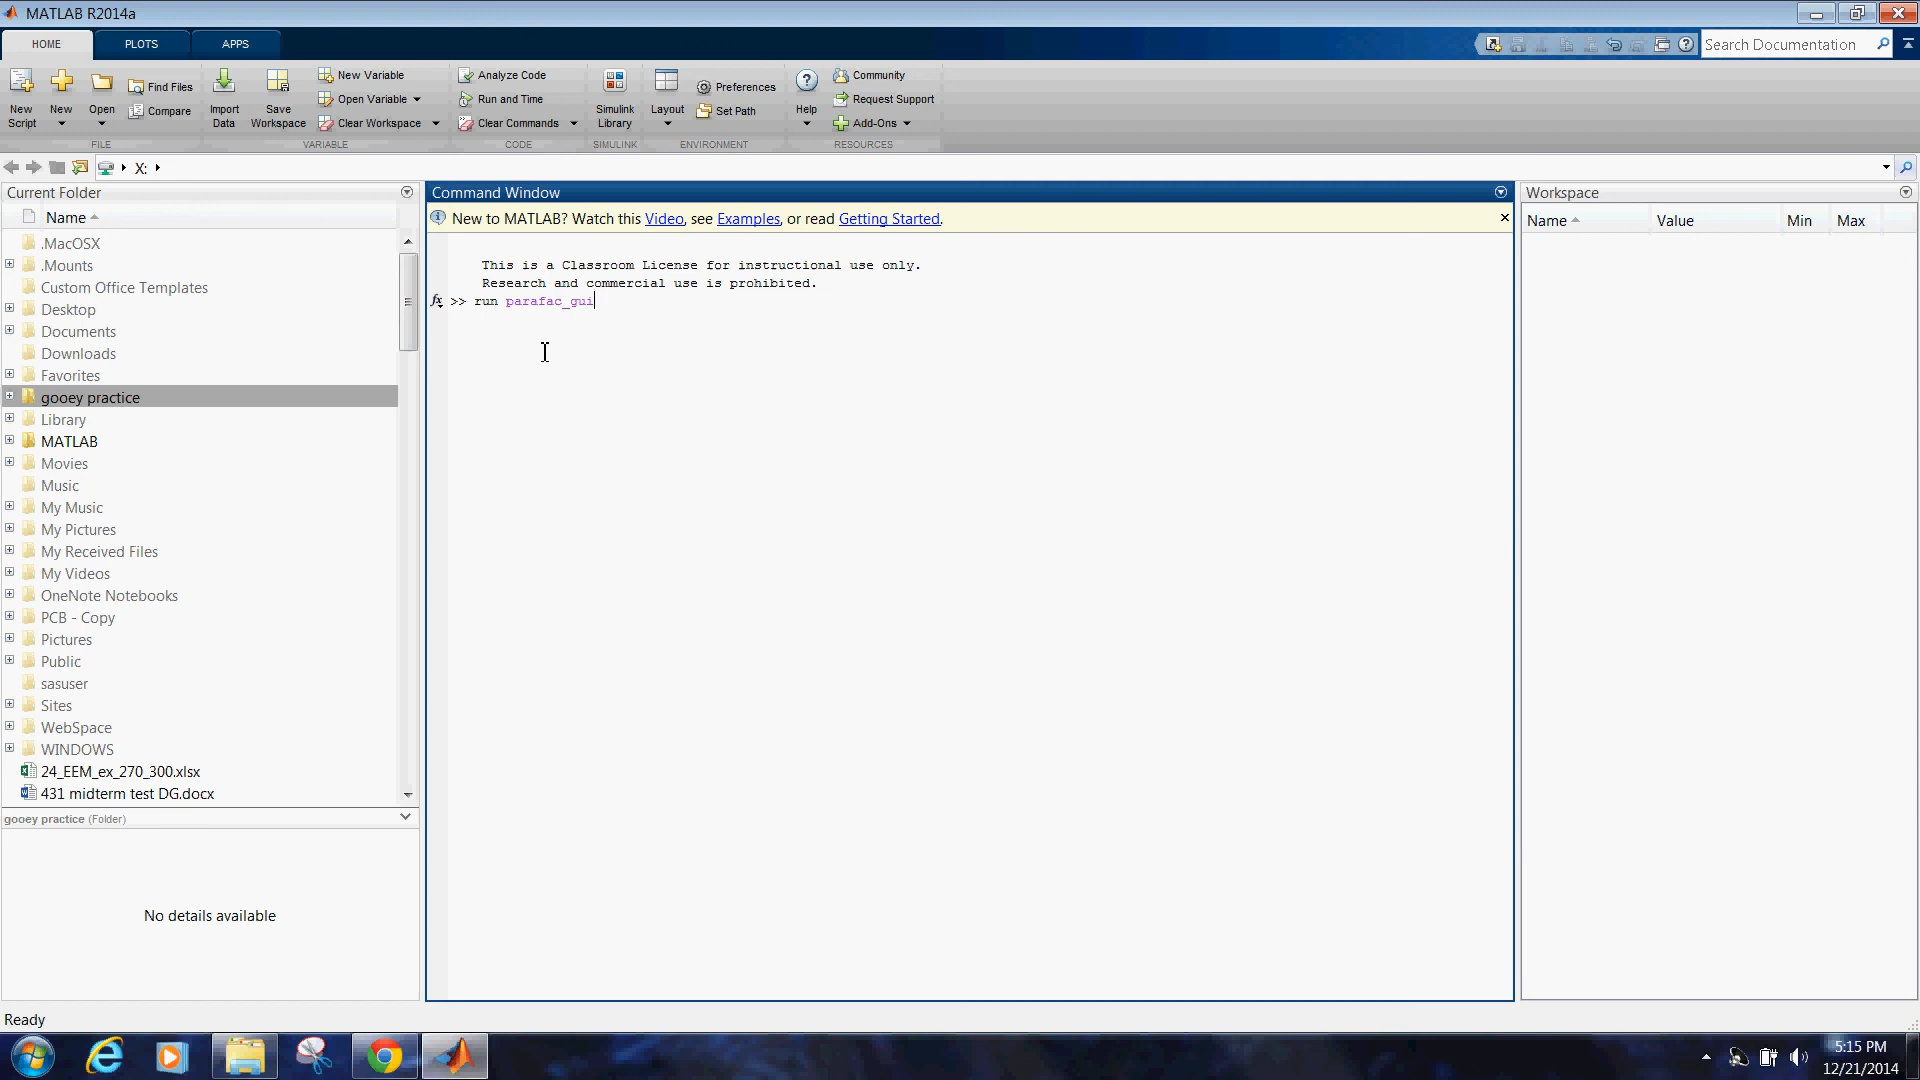 MATLAB R2014a
HOME PLOTS APPS
Search Documentation
New Script
New
Open
Find Files
Compare
Import Data
Save Workspace
New Variable
Open Variable
Clear Workspace
Analyze Code
Run and Time
Clear Commands
Simulink Library
Layout
Preferences
Set Path
Help
Community
Request Support
Add-Ons
FILE VARIABLE CODE SIMULINK ENVIRONMENT RESOURCES
X:
Current Folder
Name
.MacOSX
.Mounts
Custom Office Templates
Desktop
Documents
Downloads
Favorites
gooey practice
Library
MATLAB
Movies
Music
My Music
My Pictures
My Received Files
My Videos
OneNote Notebooks
PCB - Copy
Pictures
Public
sasuser
Sites
WebSpace
WINDOWS
24_EEM_ex_270_300.xlsx
431 midterm test DG.docx
gooey practice (Folder)
No details available
Command Window
New to MATLAB? Watch this Video, see Examples, or read Getting Started.
This is a Classroom License for instructional use only.
Research and commercial use is prohibited.
fx >> run parafac_gui
Workspace
Name Value Min Max
Ready
5:15 PM
12/21/2014